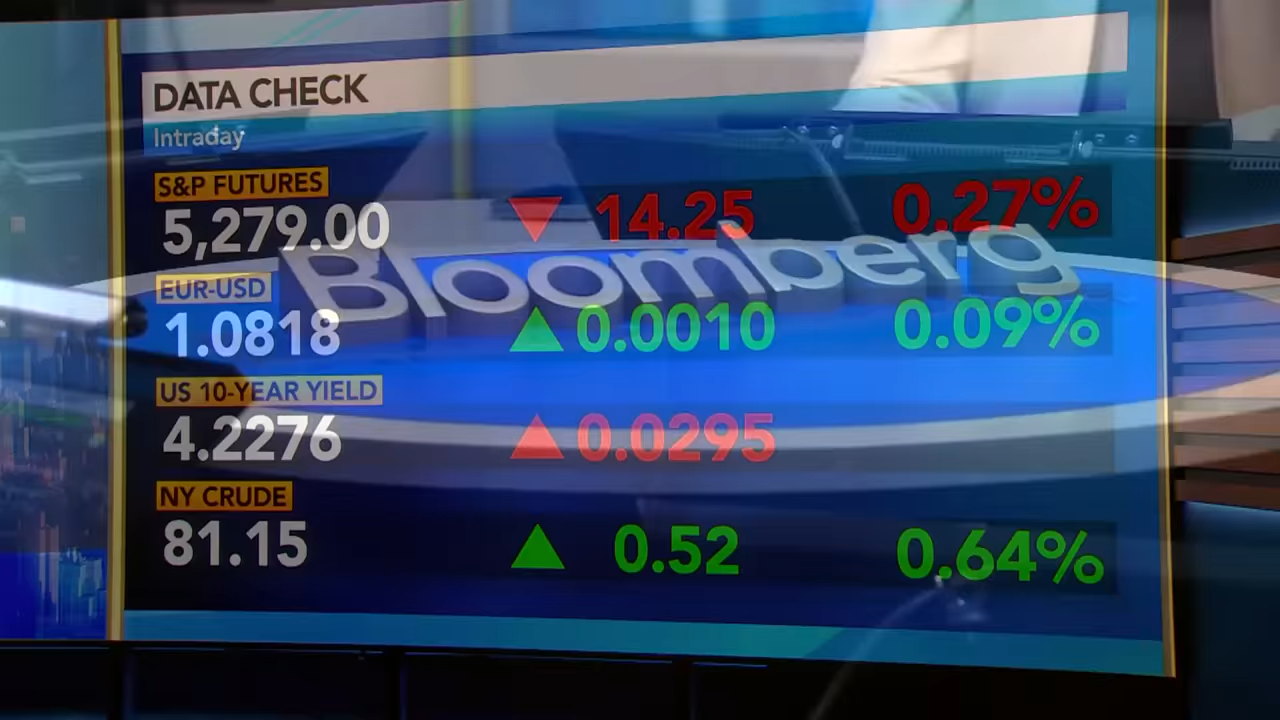 DATA CHECK
Intraday
S&P FUTURES
5,279.00 ▼ 14.25 0.27%
Bloomberg
EUR-USD
1.0818 ▲ 0.0010 0.09%
US 10-YEAR YIELD
4.2276 ▲ 0.0295
NY CRUDE
81.15 ▲ 0.52 0.64%